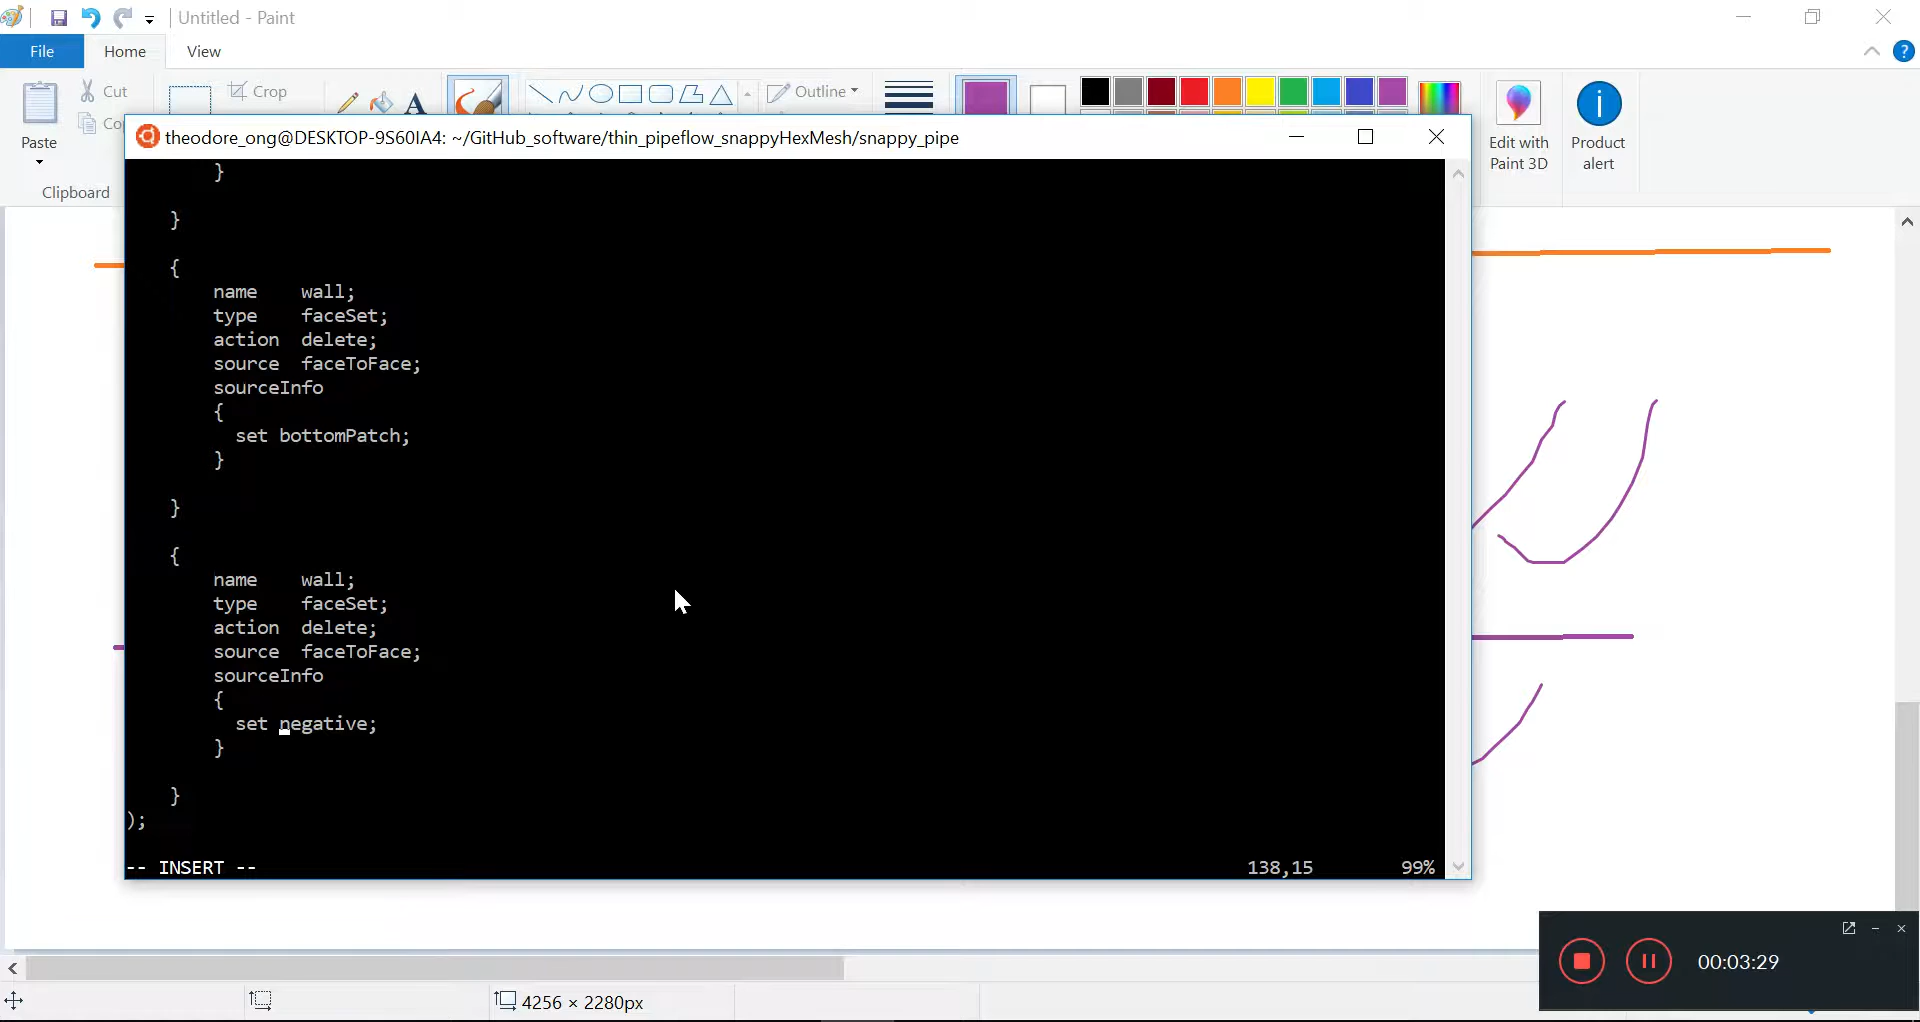 Untitled - Paint
File Home View
Cut
Crop
Outline
Paste
Edit with
Paint 3D
Product
alert
Clipboard
theodore_ong@DESKTOP-9S60IA4: ~/GitHub_software/thin_pipeflow_snappyHexMesh/snappy_pipe
}
}
{
name wall;
type faceSet;
action delete;
source faceToFace;
sourceInfo
{
set bottomPatch;
}
}
{
name wall;
type faceSet;
action delete;
source faceToFace;
sourceInfo
{
set negative;
}
}
);
-- INSERT -- 138,15 99%
00:03:29
4256 × 2280px